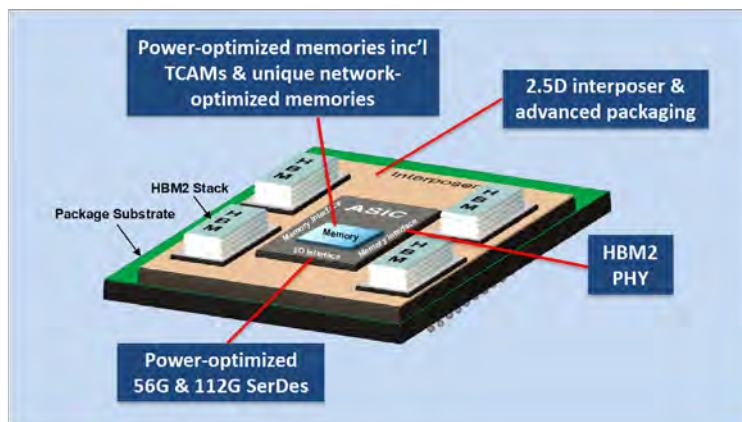 Power-optimized memories inc'l
TCAMs & unique network-
optimized memories
2.5D interposer &
advanced packaging
HBM2 Stack
Package Substrate
HBM
HBM
Interposer
ASIC
Memory Interface
Memory
Memory Interface
I/O Interface
HBM
HBM
HBM2
PHY
Power-optimized
56G & 112G SerDes